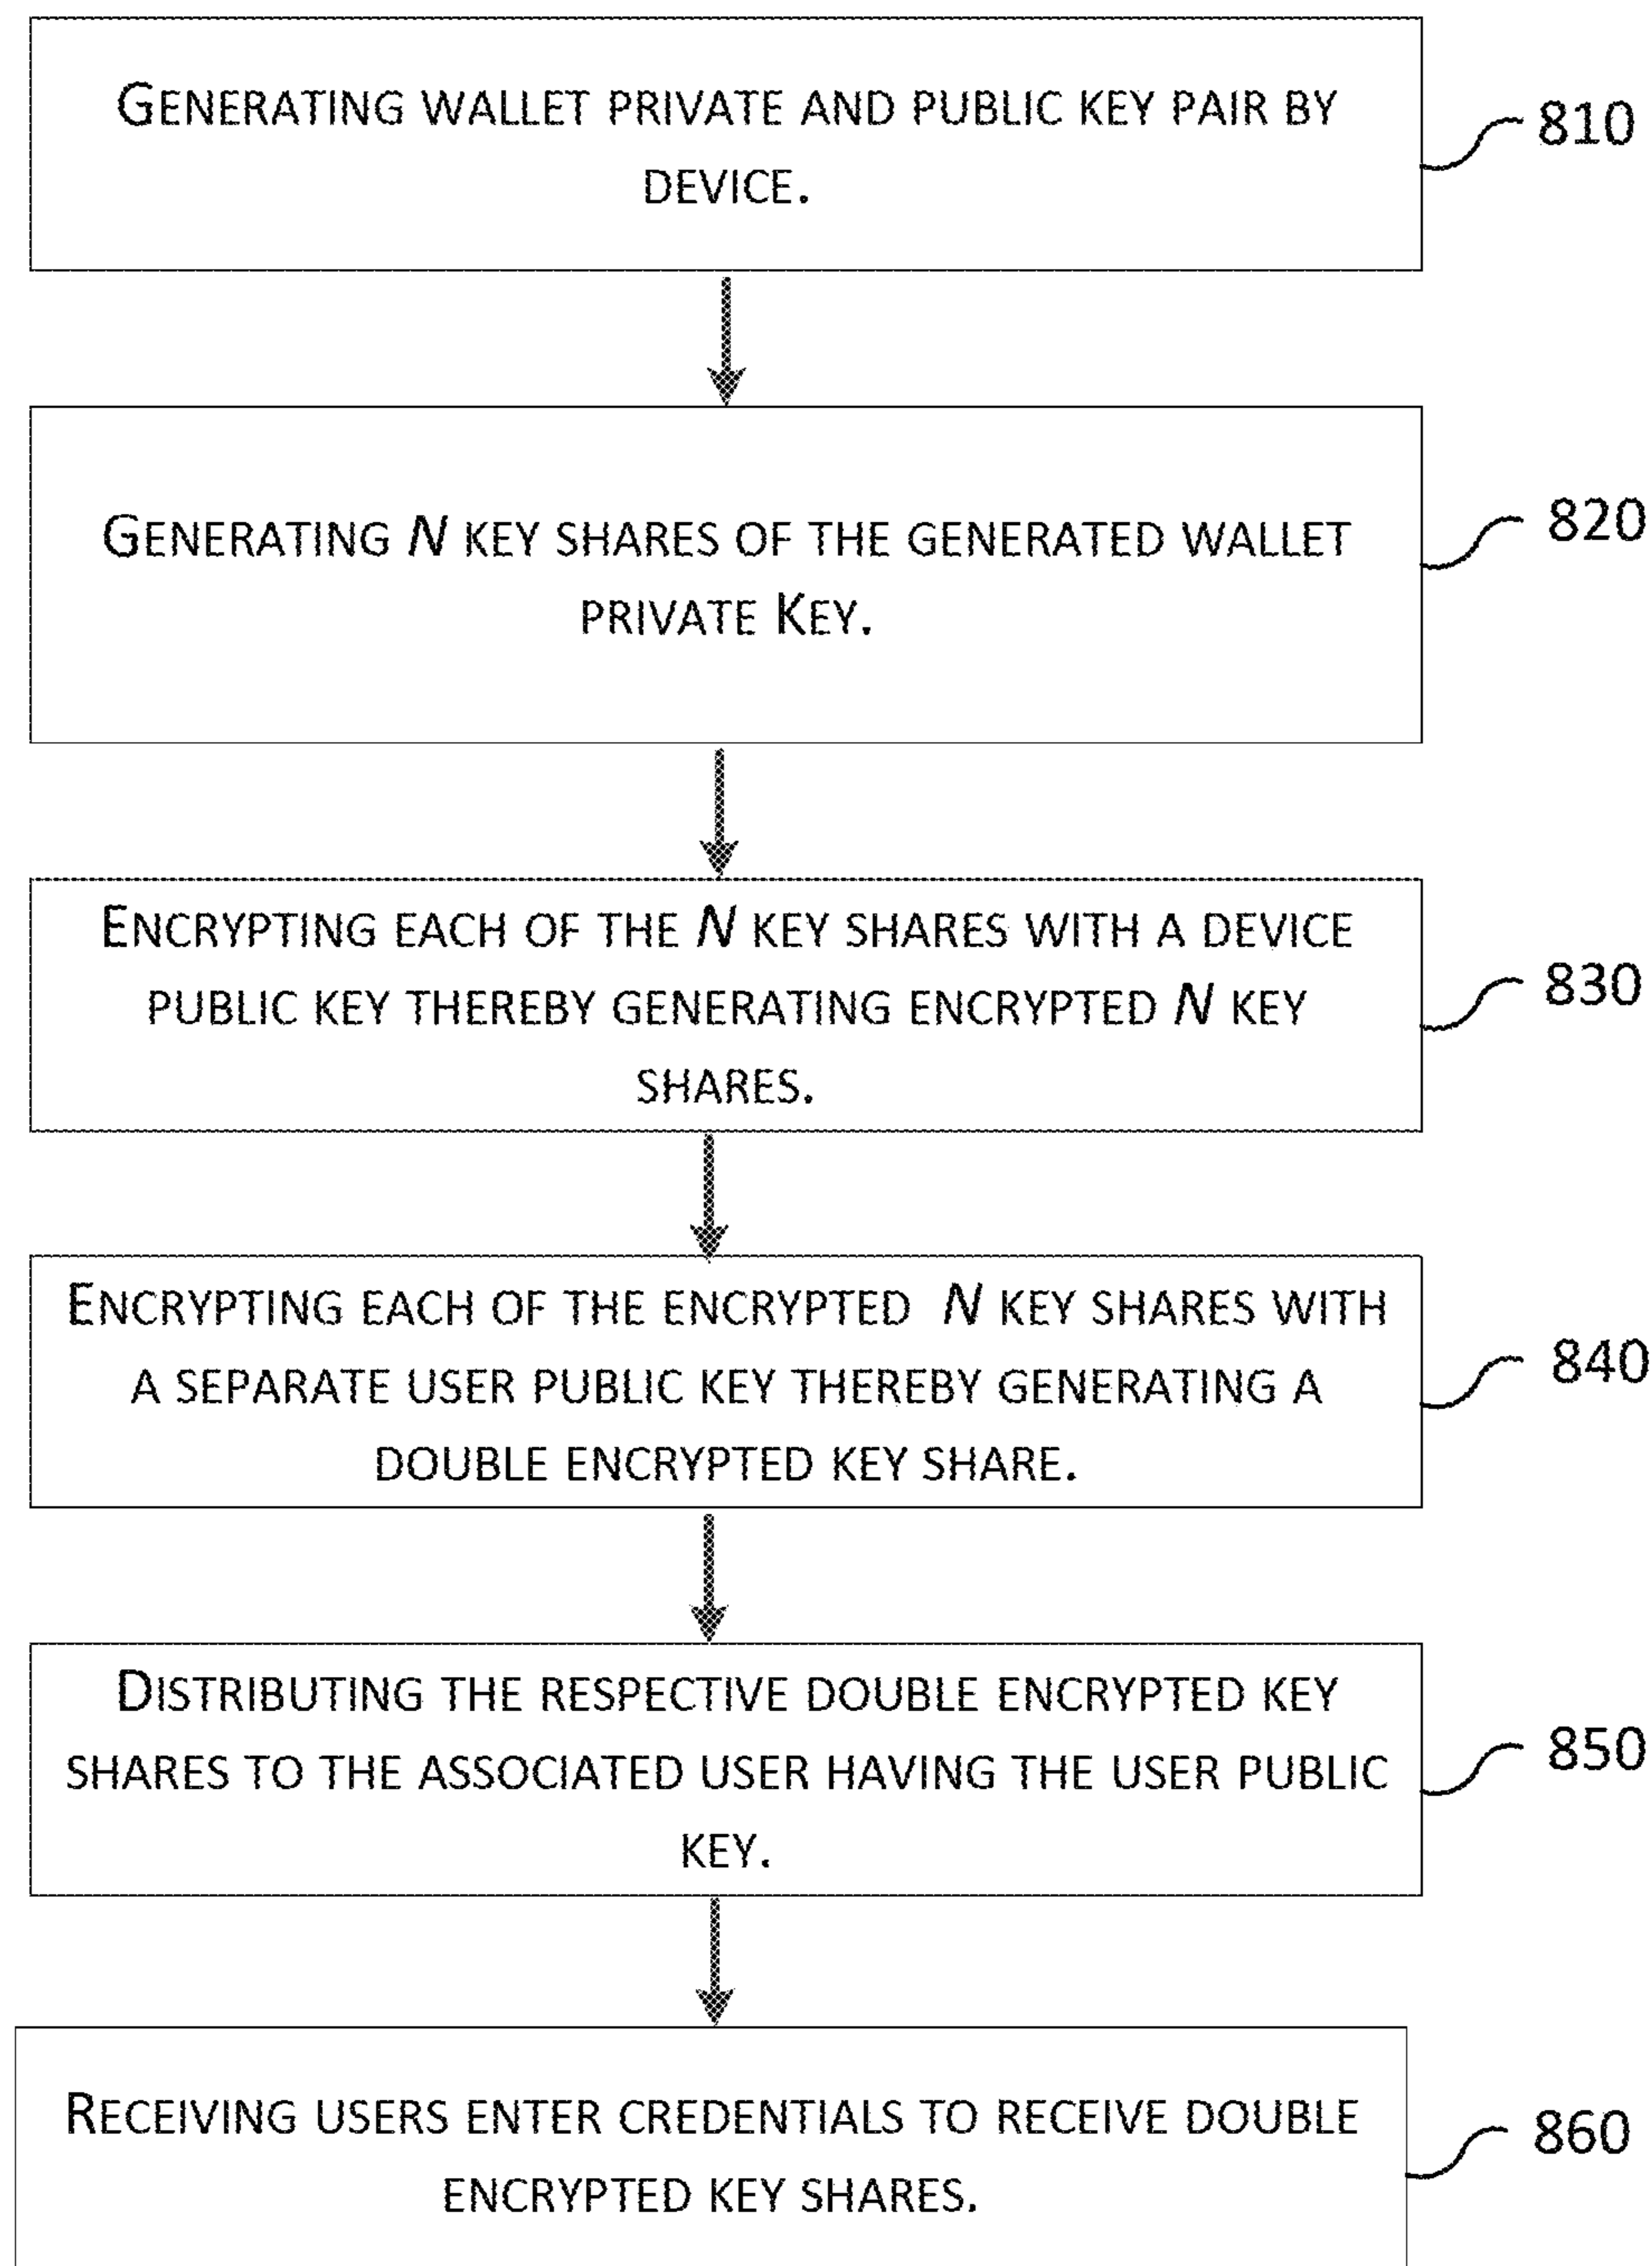 GENERATING WALLET PRIVATE AND PUBLIC KEY PAIR BY
DEVICE.
810
GENERATING N KEY SHARES OF THE GENERATED WALLET
PRIVATE KEY.
820
ENCRYPTING EACH OF THE N KEY SHARES WITH A DEVICE
PUBLIC KEY THEREBY GENERATING ENCRYPTED N KEY
SHARES.
830
ENCRYPTING EACH OF THE ENCRYPTED N KEY SHARES WITH
A SEPARATE USER PUBLIC KEY THEREBY GENERATING A
DOUBLE ENCRYPTED KEY SHARE.
840
DISTRIBUTING THE RESPECTIVE DOUBLE ENCRYPTED KEY
SHARES TO THE ASSOCIATED USER HAVING THE USER PUBLIC
KEY.
850
RECEIVING USERS ENTER CREDENTIALS TO RECEIVE DOUBLE
ENCRYPTED KEY SHARES.
860